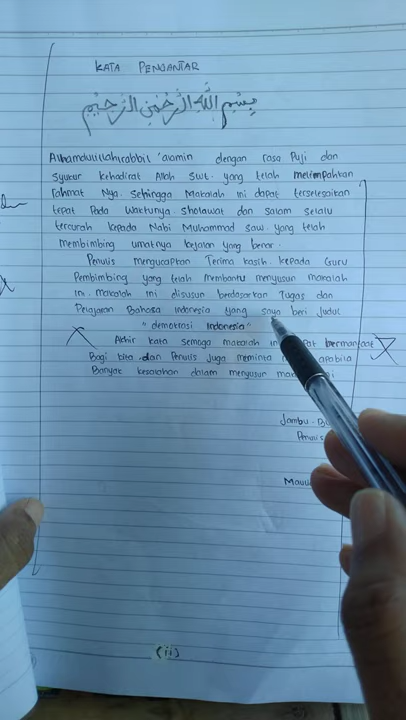 KATA PENGANTAR
بِسْمِ اللَّهِ الرَّحْمَنِ الرَّحِيْمِ
Alhamdulillahirabbil 'alamin dengan rasa Puji dan
syukur kehadirat Allah Swt. yang telah melimpahkan
rahmat Nya. Sehingga Makalah ini dapat terselesaikan
tepat Pada Waktunya. sholawat dan salam selalu
tercurah kepada Nabi Muhammad saw. yang telah
membimbing umatnya kejalan yang benar.
Penulis mengucapkan Terima kasih kepada Guru
Pembimbing yang telah membantu menyusun makalah
ini. makalah ini disusun berdasarkan Tugas dan
Pelajaran Bahasa Indonesia yang saya beri Judul
"demokrasi Indonesia"
Akhir kata semoga makalah bermanfaat
Bagi kita dan Penulis juga meminta apabila
Banyak kesalahan dalam menyusun
Jambu.
(ii)